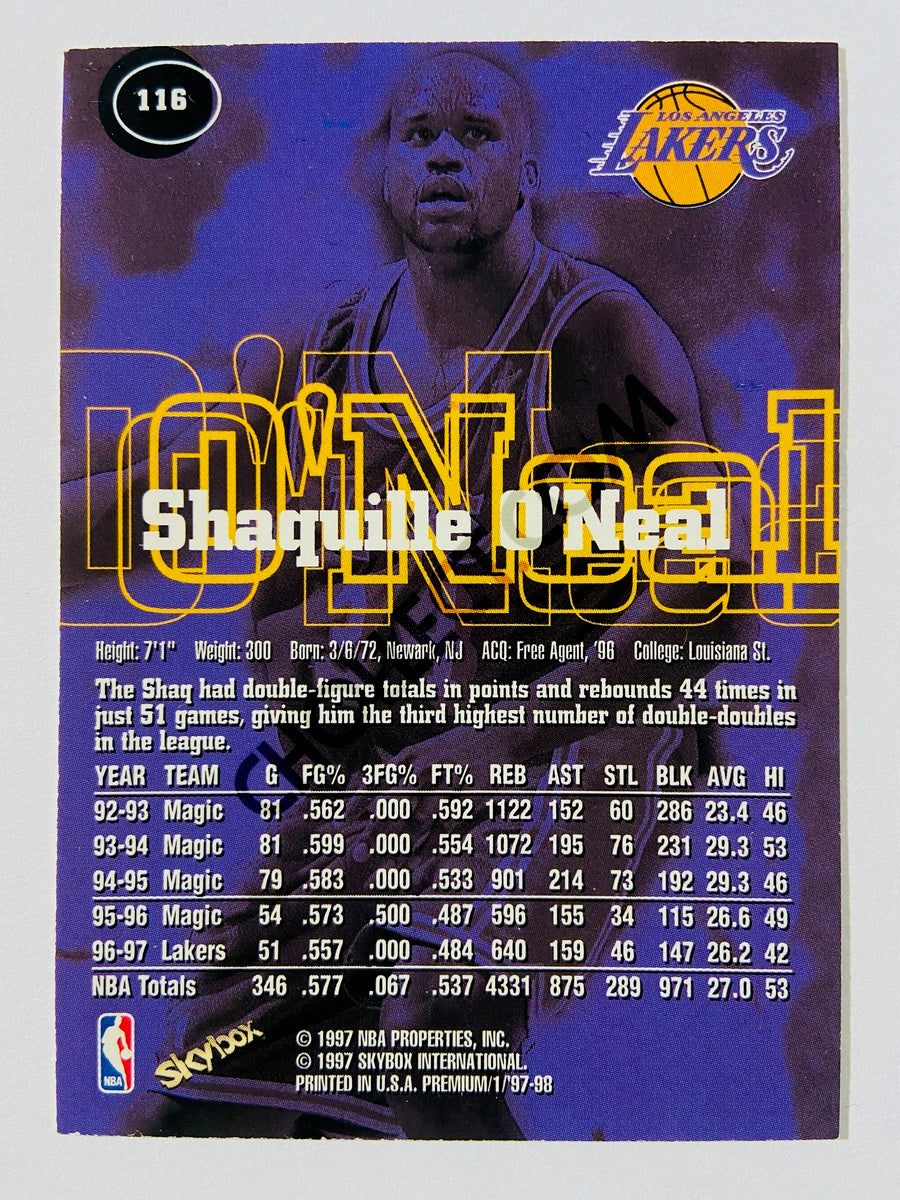 116
LOS ANGELES
LAKERS
O'Neal
Shaquille O'Neal
Height: 7'1" Weight: 300 Born: 3/6/72, Newark, NJ ACQ: Free Agent, '96 College: Louisiana St.
The Shaq had double-figure totals in points and rebounds 44 times in
just 51 games, giving him the third highest number of double-doubles
in the league.
YEAR TEAM G FG% 3FG% FT% REB AST STL BLK AVG HI
92-93 Magic 81 .562 .000 .592 1122 152 60 286 23.4 46
93-94 Magic 81 .599 .000 .554 1072 195 76 231 29.3 53
94-95 Magic 79 .583 .000 .533 901 214 73 192 29.3 46
95-96 Magic 54 .573 .500 .487 596 155 34 115 26.6 49
96-97 Lakers 51 .557 .000 .484 640 159 46 147 26.2 42
NBA Totals 346 .577 .067 .537 4331 875 289 971 27.0 53
NBA
skybox
© 1997 NBA PROPERTIES, INC.
© 1997 SKYBOX INTERNATIONAL.
PRINTED IN U.S.A. PREMIUM/1/'97-98